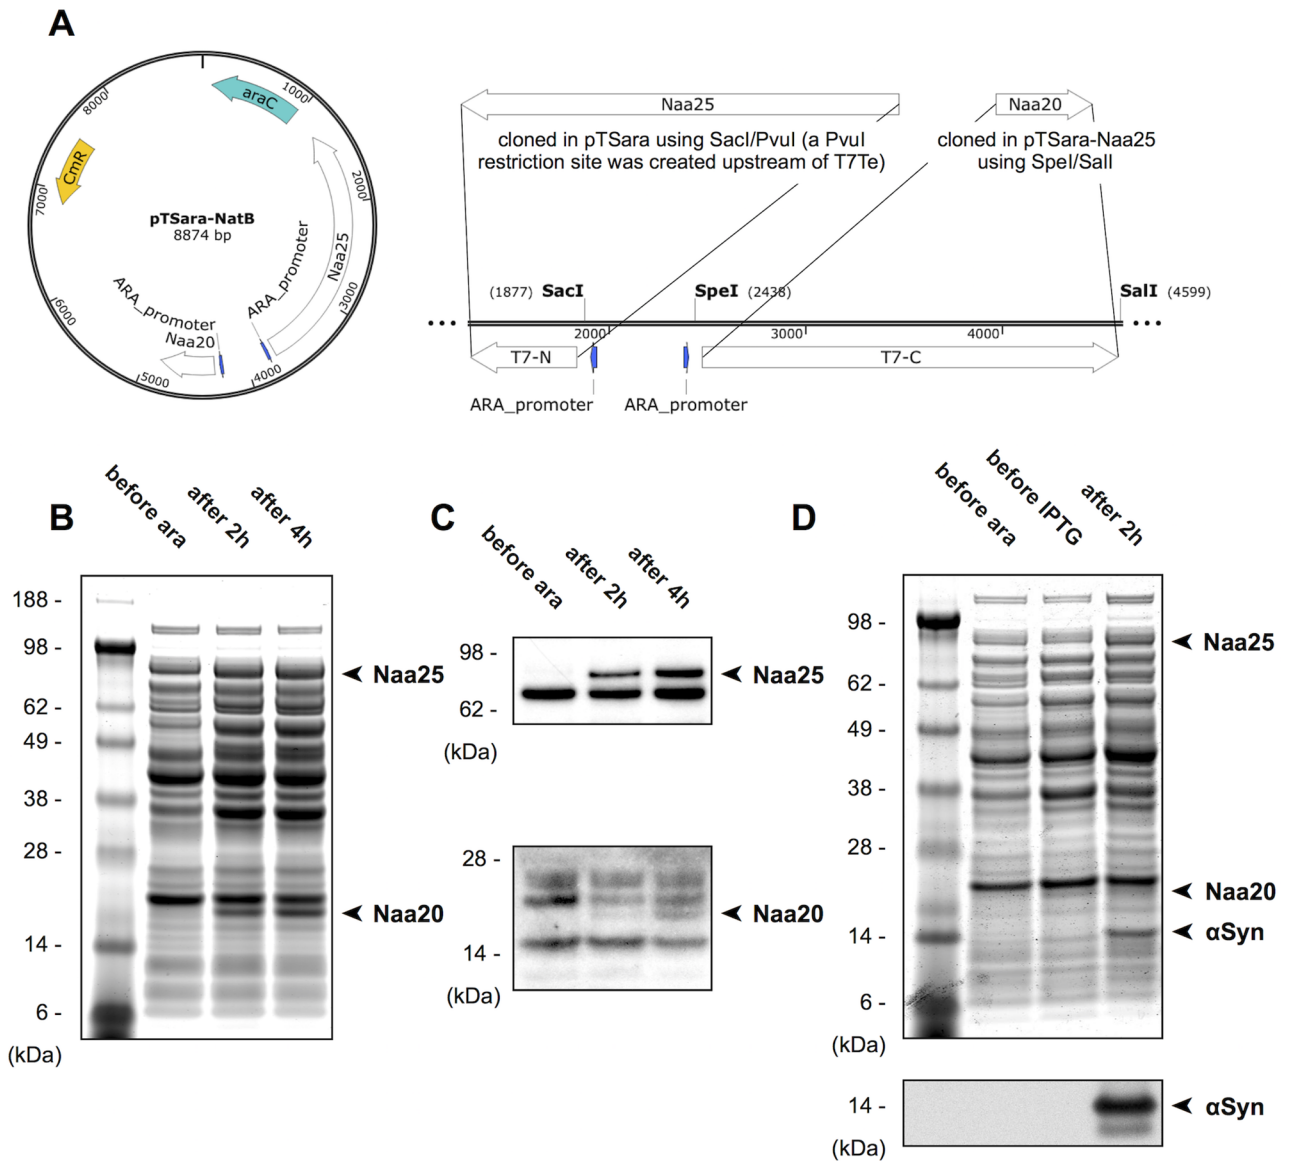 A
araC
1000
2000
3000
4000
5000
6000
7000
8000
CmR
pTSara-NatB
8874 bp
Naa25
ARA_promoter
ARA_promoter
Naa20
Naa25
Naa20
cloned in pTSara using SacI/PvuI (a PvuI
restriction site was created upstream of T7Te)
cloned in pTSara-Naa25
using SpeI/SalI
(1877) SacI
SpeI (2438)
SalI (4599)
2000
3000
4000
T7-N
T7-C
ARA_promoter
ARA_promoter
B
before ara
after 2h
after 4h
188 -
98 -
62 -
49 -
38 -
28 -
14 -
6 -
(kDa)
Naa25
Naa20
C
before ara
after 2h
after 4h
98 -
62 -
(kDa)
Naa25
28 -
14 -
(kDa)
Naa20
D
before ara
before IPTG
after 2h
98 -
62 -
49 -
38 -
28 -
14 -
6 -
(kDa)
Naa25
Naa20
αSyn
14 -
(kDa)
αSyn